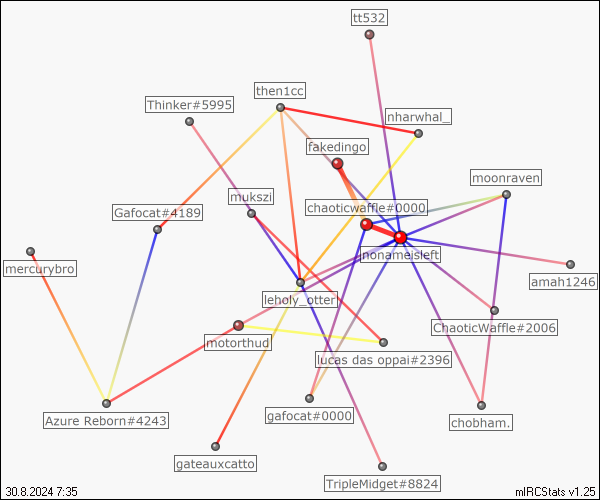 tt532
then1cc
Thinker#5995
nharwhal_
fakedingo
moonraven
mukszi
chaoticwaffle#0000
Gafocat#4189
nonameisleft
mercurybro
amah1246
leholy_otter
ChaoticWaffle#2006
motorthud
lucas das oppai#2396
Azure Reborn#4243
gafocat#0000
chobham.
gateauxcatto
TripleMidget#8824
30.8.2024 7:35
mIRCStats v1.25